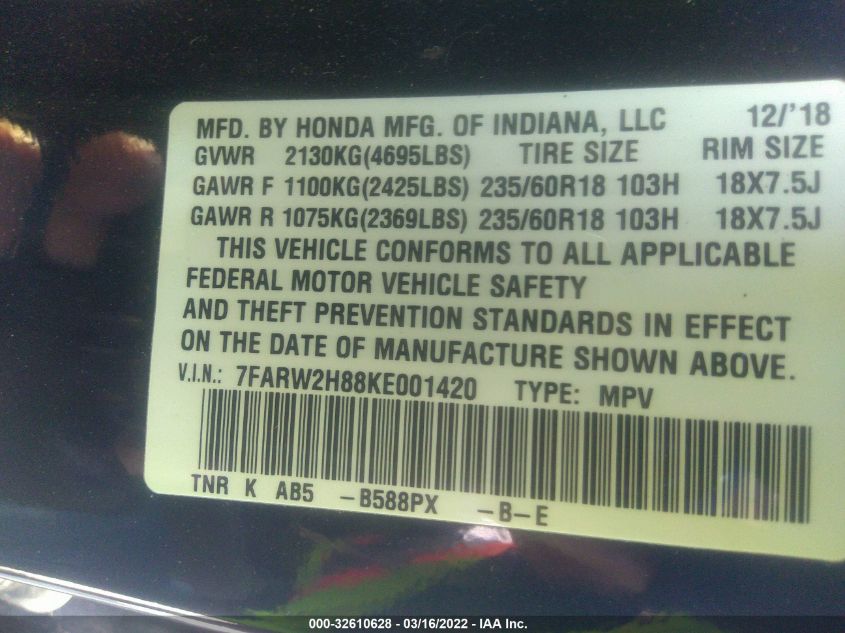 MFD. BY HONDA MFG. OF INDIANA, LLC 12/'18
GVWR 2130KG(4695LBS) TIRE SIZE RIM SIZE
GAWR F 1100KG(2425LBS) 235/60R18 103H 18X7.5J
GAWR R 1075KG(2369LBS) 235/60R18 103H 18X7.5J
THIS VEHICLE CONFORMS TO ALL APPLICABLE
FEDERAL MOTOR VEHICLE SAFETY
AND THEFT PREVENTION STANDARDS IN EFFECT
ON THE DATE OF MANUFACTURE SHOWN ABOVE.
V.I.N.: 7FARW2H88KE001420 TYPE: MPV
TNR K AB5 -B588PX -B-E
000-32610628 - 03/16/2022 - IAA Inc.